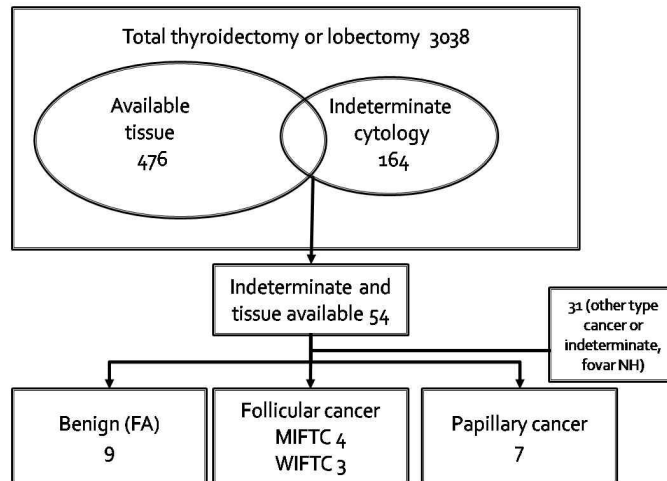 Total thyroidectomy or lobectomy 3038
Available
tissue
476
Indeterminate
cytology
164
Indeterminate and
tissue available 54
31 (other type
cancer or
indeterminate,
fovar NH)
Benign (FA)
9
Follicular cancer
MIFTC 4
WIFTC 3
Papillary cancer
7